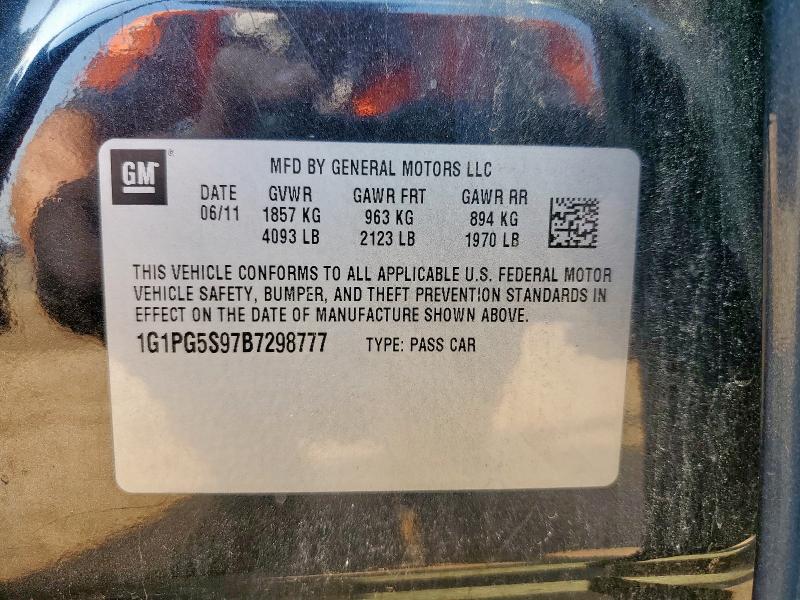 GM ® MFD BY GENERAL MOTORS LLC
DATE GVWR GAWR FRT GAWR RR
06/11 1857 KG 963 KG 894 KG
4093 LB 2123 LB 1970 LB
THIS VEHICLE CONFORMS TO ALL APPLICABLE U.S. FEDERAL MOTOR
VEHICLE SAFETY, BUMPER, AND THEFT PREVENTION STANDARDS IN
EFFECT ON THE DATE OF MANUFACTURE SHOWN ABOVE.
1G1PG5S97B7298777 TYPE: PASS CAR